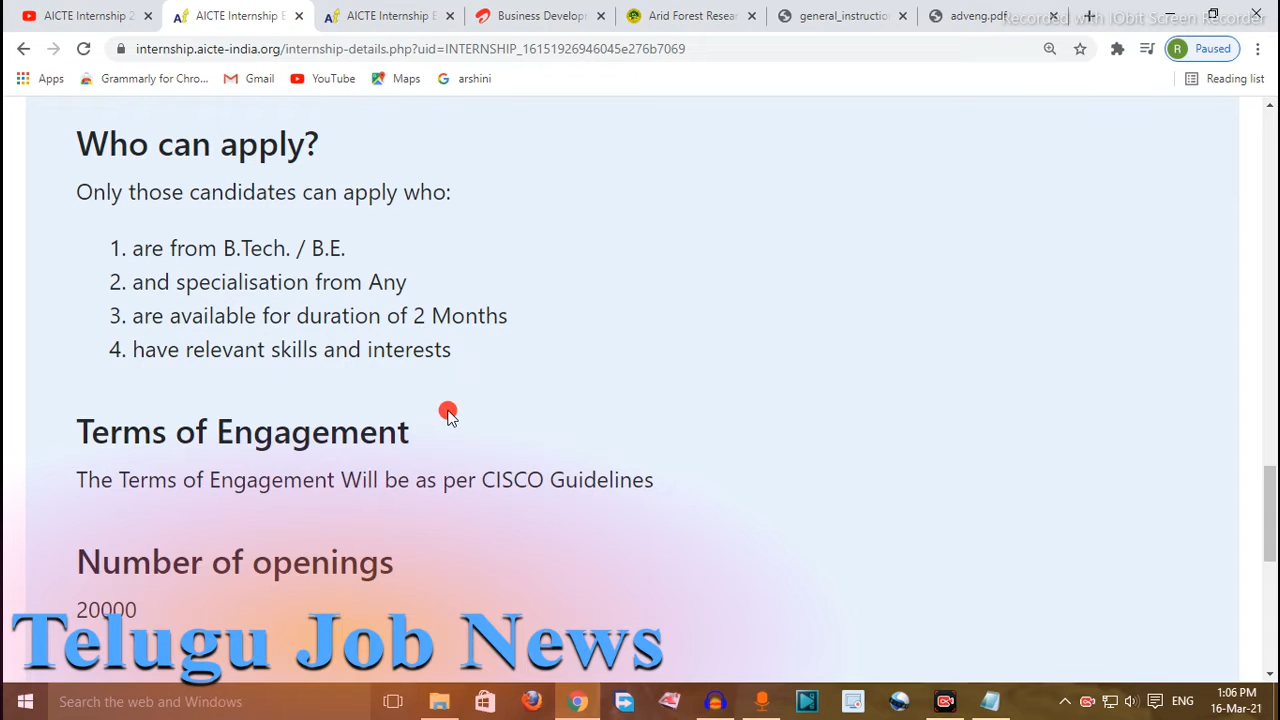 AICTE Internship 2
AICTE Internship E
AICTE Internship E
Business Develop
Arid Forest Resea
general_instructio
adveng.pdf
Recorded with IObit Screen Recorder
internship.aicte-india.org/internship-details.php?uid=INTERNSHIP_16151926946045e276b7069
R Paused
Apps Grammarly for Chro... Gmail YouTube Maps arshini Reading list
Who can apply?
Only those candidates can apply who:
1. are from B.Tech. / B.E.
2. and specialisation from Any
3. are available for duration of 2 Months
4. have relevant skills and interests
Terms of Engagement
The Terms of Engagement Will be as per CISCO Guidelines
Number of openings
20000
Telugu Job News
Search the web and Windows
ENG
1:06 PM
16-Mar-21